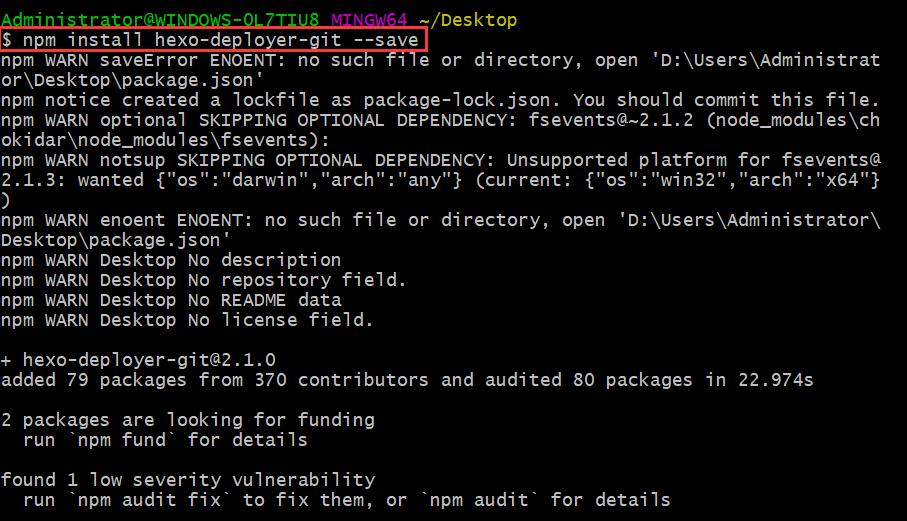 Administrator@WINDOWS-OL7TIU8 MINGW64 ~/Desktop
$ npm install hexo-deployer-git --save
npm WARN saveError ENOENT: no such file or directory, open 'D:\Users\Administrat
or\Desktop\package.json'
npm notice created a lockfile as package-lock.json. You should commit this file.
npm WARN optional SKIPPING OPTIONAL DEPENDENCY: fsevents@~2.1.2 (node_modules\ch
okidar\node_modules\fsevents):
npm WARN notsup SKIPPING OPTIONAL DEPENDENCY: Unsupported platform for fsevents@
2.1.3: wanted {"os":"darwin","arch":"any"} (current: {"os":"win32","arch":"x64"}
)
npm WARN enoent ENOENT: no such file or directory, open 'D:\Users\Administrator\
Desktop\package.json'
npm WARN Desktop No description
npm WARN Desktop No repository field.
npm WARN Desktop No README data
npm WARN Desktop No license field.
+ hexo-deployer-git@2.1.0
added 79 packages from 370 contributors and audited 80 packages in 22.974s
2 packages are looking for funding
run `npm fund` for details
found 1 low severity vulnerability
run `npm audit fix` to fix them, or `npm audit` for details